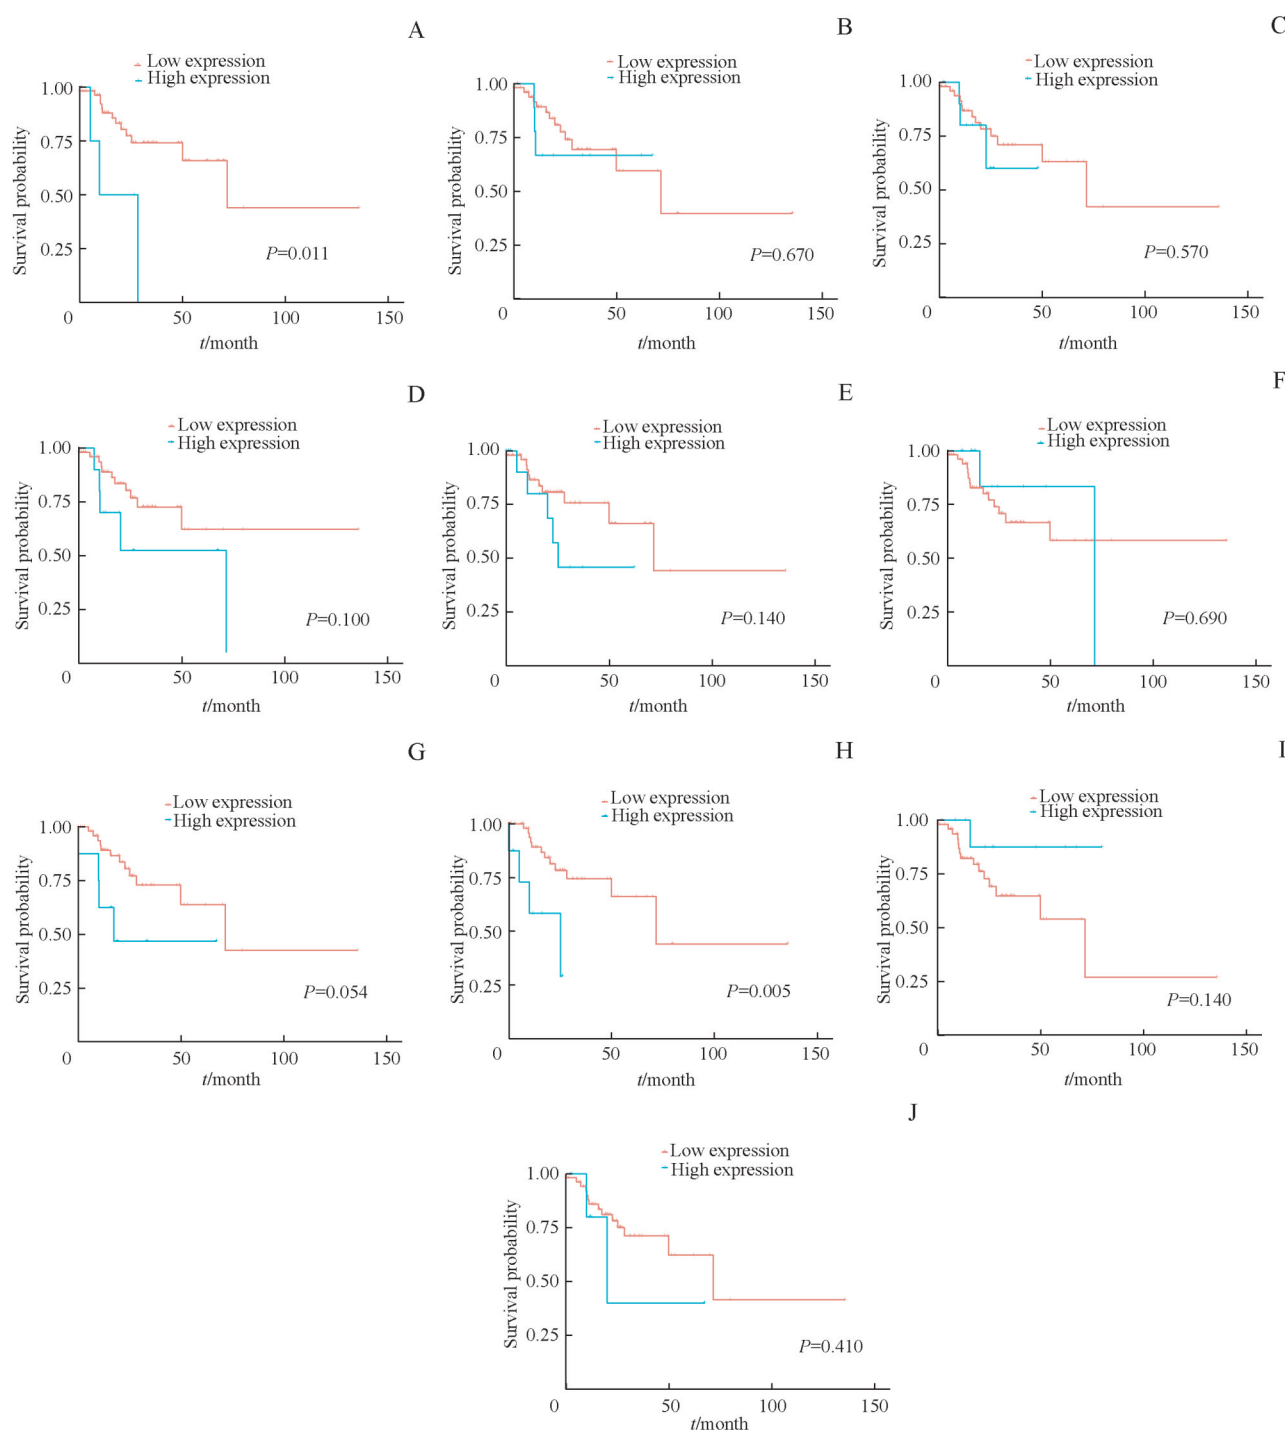 A
Low expression
High expression
1.00
0.75
0.50
0.25
Survival probability
P=0.011
0
50
100
150
t/month
B
Low expression
High expression
1.00
0.75
0.50
0.25
Survival probability
P=0.670
0
50
100
150
t/month
C
Low expression
High expression
1.00
0.75
0.50
0.25
Survival probability
P=0.570
0
50
100
150
t/month
D
Low expression
High expression
1.00
0.75
0.50
0.25
Survival probability
P=0.100
0
50
100
150
t/month
E
Low expression
High expression
1.00
0.75
0.50
0.25
Survival probability
P=0.140
0
50
100
150
t/month
F
Low expression
High expression
1.00
0.75
0.50
0.25
Survival probability
P=0.690
0
50
100
150
t/month
G
Low expression
High expression
1.00
0.75
0.50
0.25
Survival probability
P=0.054
0
50
100
150
t/month
H
Low expression
High expression
1.00
0.75
0.50
0.25
Survival probability
P=0.005
0
50
100
150
t/month
I
Low expression
High expression
1.00
0.75
0.50
0.25
Survival probability
P=0.140
0
50
100
150
t/month
J
Low expression
High expression
1.00
0.75
0.50
0.25
Survival probability
P=0.410
0
50
100
150
t/month